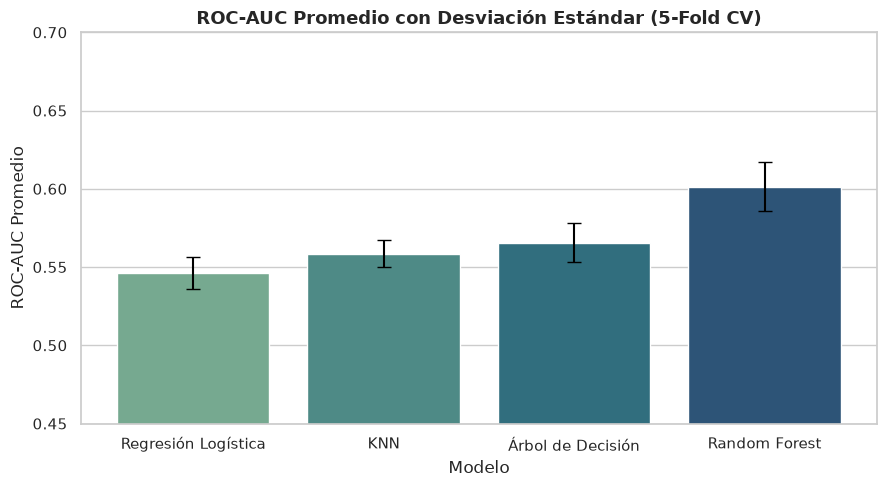 ROC-AUC Promedio con Desviación Estándar (5-Fold CV)
0.70
0.65
0.60
0.55
0.50
0.45
ROC-AUC Promedio
Regresión Logística
KNN
Árbol de Decisión
Random Forest
Modelo